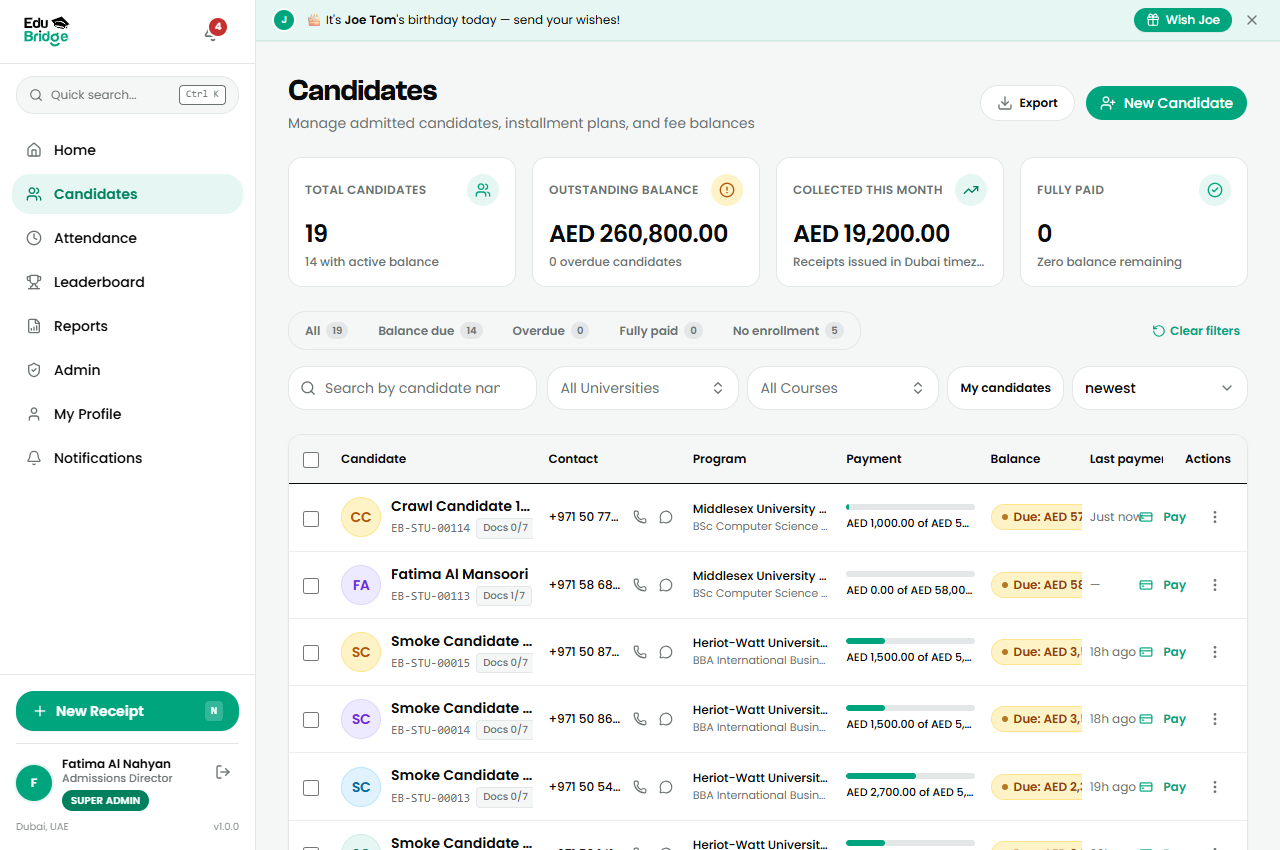 Edu
Bridge
4
Quick search...
Ctrl K
Home
Candidates
Attendance
Leaderboard
Reports
Admin
My Profile
Notifications
New Receipt
N
F
Fatima Al Nahyan
Admissions Director
SUPER ADMIN
Dubai, UAE
v1.0.0
J
🎂 It's Joe Tom's birthday today — send your wishes!
Wish Joe
Candidates
Manage admitted candidates, installment plans, and fee balances
Export
New Candidate
TOTAL CANDIDATES
19
14 with active balance
OUTSTANDING BALANCE
AED 260,800.00
0 overdue candidates
COLLECTED THIS MONTH
AED 19,200.00
Receipts issued in Dubai timez...
FULLY PAID
0
Zero balance remaining
All 19
Balance due 14
Overdue 0
Fully paid 0
No enrollment 5
Clear filters
Search by candidate nar
All Universities
All Courses
My candidates
newest
Candidate
Contact
Program
Payment
Balance
Last paymen
Actions
CC
Crawl Candidate 1...
EB-STU-00114
Docs 0/7
+971 50 77...
Middlesex University ...
BSc Computer Science ...
AED 1,000.00 of AED 5...
Due: AED 57
Just now
Pay
FA
Fatima Al Mansoori
EB-STU-00113
Docs 1/7
+971 58 68...
Middlesex University ...
BSc Computer Science ...
AED 0.00 of AED 58,00...
Due: AED 58
—
Pay
SC
Smoke Candidate ...
EB-STU-00015
Docs 0/7
+971 50 87...
Heriot-Watt Universit...
BBA International Busin...
AED 1,500.00 of AED 5,...
Due: AED 3,
18h ago
Pay
SC
Smoke Candidate ...
EB-STU-00014
Docs 0/7
+971 50 86...
Heriot-Watt Universit...
BBA International Busin...
AED 1,500.00 of AED 5,...
Due: AED 3,
18h ago
Pay
SC
Smoke Candidate ...
EB-STU-00013
Docs 0/7
+971 50 54...
Heriot-Watt Universit...
BBA International Busin...
AED 2,700.00 of AED 5,...
Due: AED 2,
19h ago
Pay
Smoke Candidate ...
Heriot-Watt Universit...